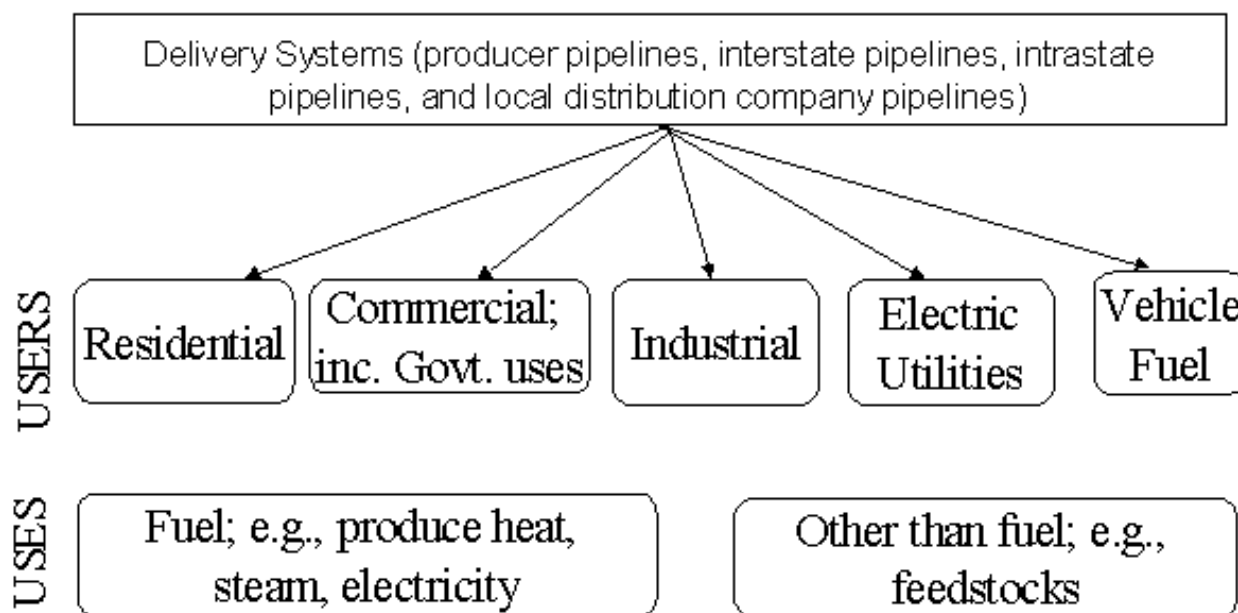 Delivery Systems (producer pipelines, interstate pipelines, intrastate
pipelines, and local distribution company pipelines)
USERS
Residential
Commercial;
inc. Govt. uses
Industrial
Electric
Utilities
Vehicle
Fuel
USES
Fuel; e.g., produce heat,
steam, electricity
Other than fuel; e.g.,
feedstocks